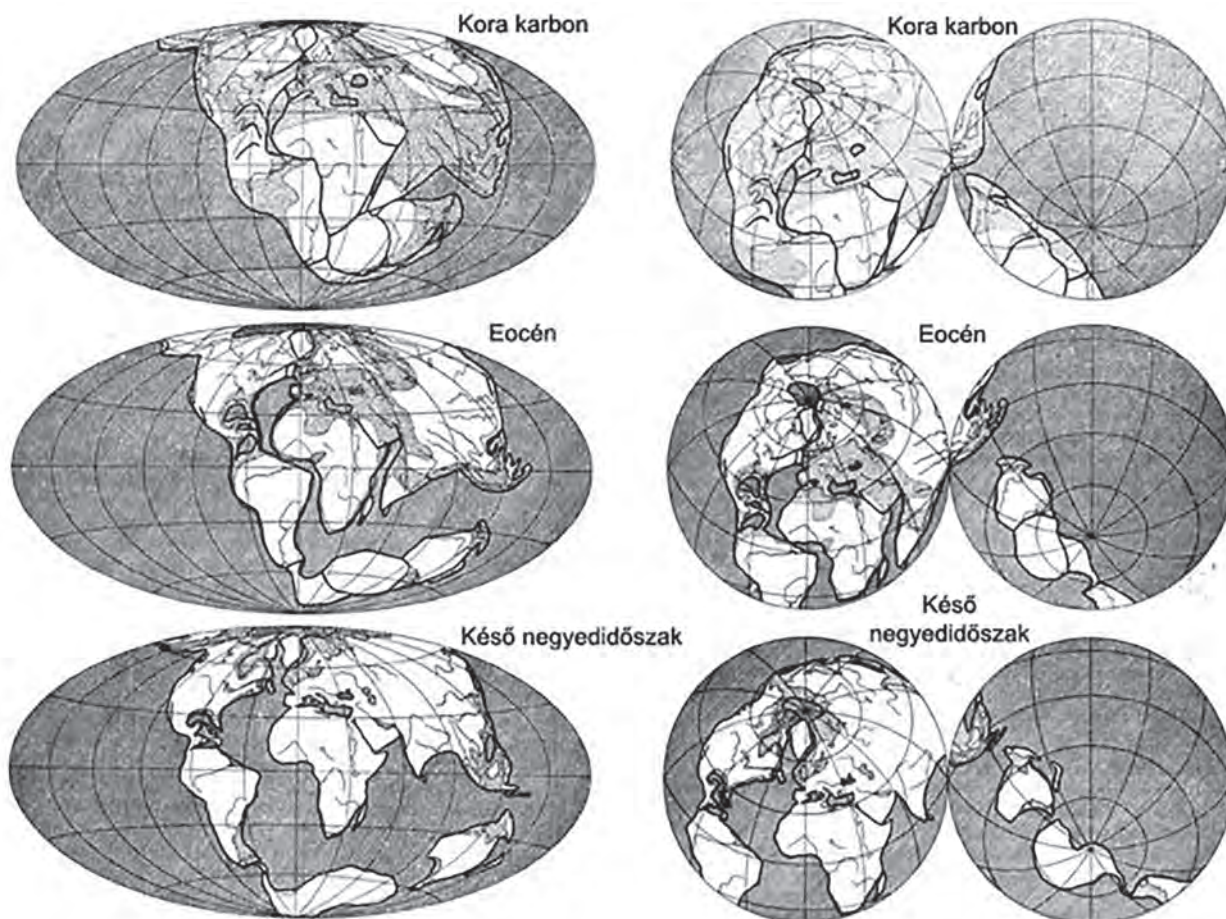 Kora karbon
Kora karbon
Eocén
Eocén
Késő negyedidőszak
Késő
negyedidőszak